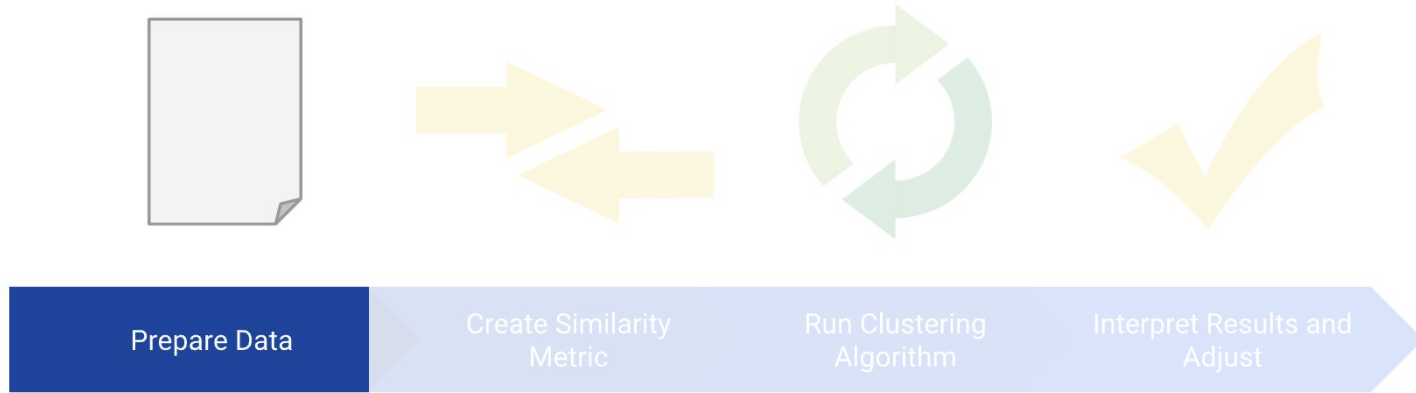 Prepare Data
Create Similarity
Metric
Run Clustering
Algorithm
Interpret Results and
Adjust